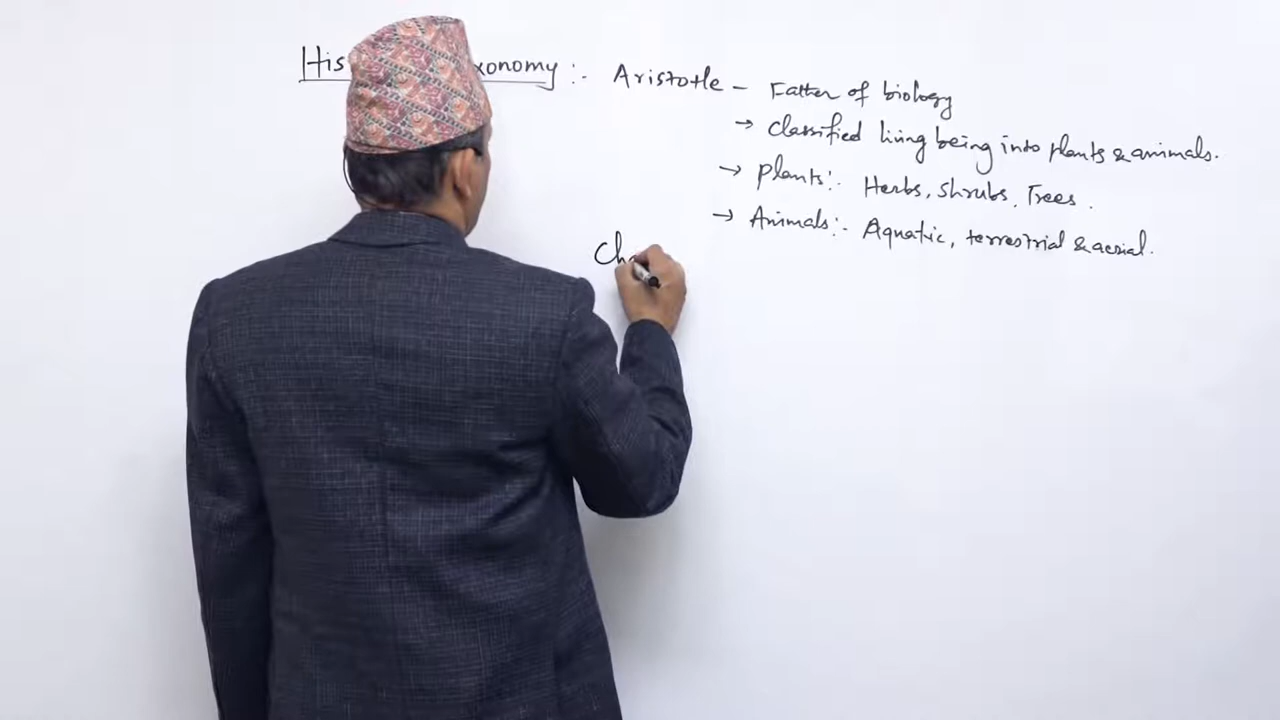 His xonomy :- Aristotle - Father of biology
→ classified living being into plants & animals.
→ plants :- Herbs, shrubs, Trees.
→ Animals :- Aquatic, terrestrial & aerial.
Ch